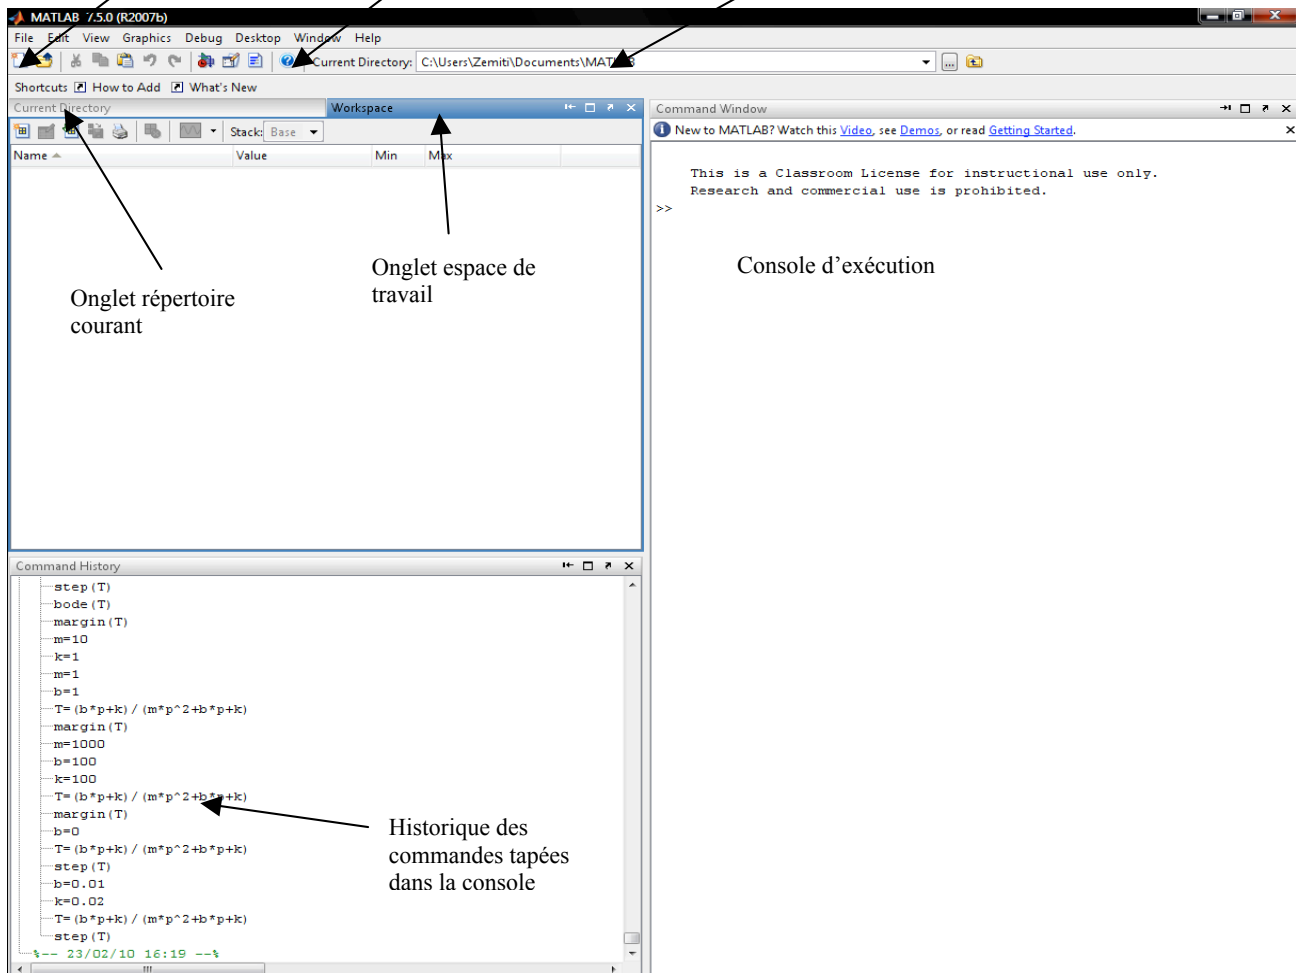 MATLAB 7.5.0 (R2007b)
File Edit View Graphics Debug Desktop Window Help
Current Directory: C:\Users\Zemiti\Documents\MATLAB
Shortcuts How to Add What's New
Current Directory
Workspace
Stack: Base
Name Value Min Max
Onglet répertoire
courant
Onglet espace de
travail
Command Window
New to MATLAB? Watch this Video, see Demos, or read Getting Started.
This is a Classroom License for instructional use only.
Research and commercial use is prohibited.
>>
Console d’exécution
Command History
step(T)
bode(T)
margin(T)
m=10
k=1
m=1
b=1
T=(b*p+k)/(m*p^2+b*p+k)
margin(T)
m=1000
b=100
k=100
T=(b*p+k)/(m*p^2+b*p+k)
margin(T)
b=0
T=(b*p+k)/(m*p^2+b*p+k)
step(T)
b=0.01
k=0.02
T=(b*p+k)/(m*p^2+b*p+k)
step(T)
%-- 23/02/10 16:19 --%
Historique des
commandes tapées
dans la console